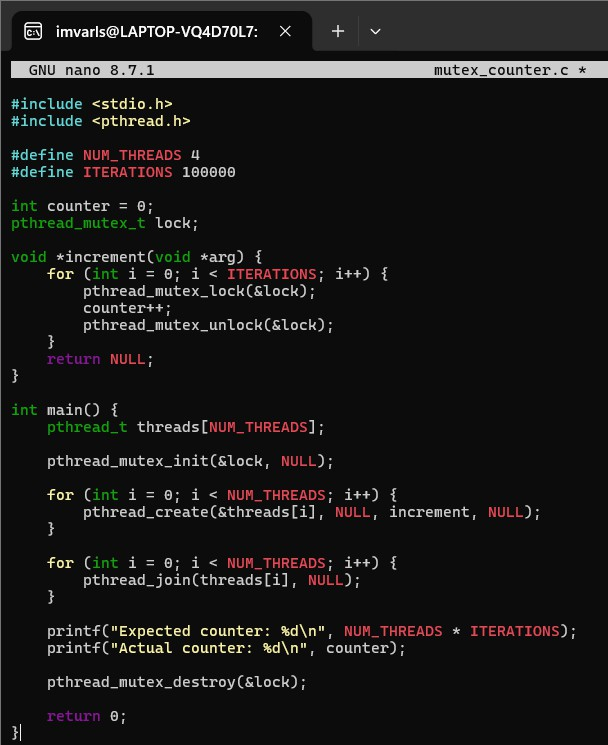 imvarls@LAPTOP-VQ4D70L7:
GNU nano 8.7.1 mutex_counter.c *
#include <stdio.h>
#include <pthread.h>
#define NUM_THREADS 4
#define ITERATIONS 100000
int counter = 0;
pthread_mutex_t lock;
void *increment(void *arg) {
    for (int i = 0; i < ITERATIONS; i++) {
        pthread_mutex_lock(&lock);
        counter++;
        pthread_mutex_unlock(&lock);
    }
    return NULL;
}
int main() {
    pthread_t threads[NUM_THREADS];
    pthread_mutex_init(&lock, NULL);
    for (int i = 0; i < NUM_THREADS; i++) {
        pthread_create(&threads[i], NULL, increment, NULL);
    }
    for (int i = 0; i < NUM_THREADS; i++) {
        pthread_join(threads[i], NULL);
    }
    printf("Expected counter: %d\n", NUM_THREADS * ITERATIONS);
    printf("Actual counter: %d\n", counter);
    pthread_mutex_destroy(&lock);
    return 0;
}